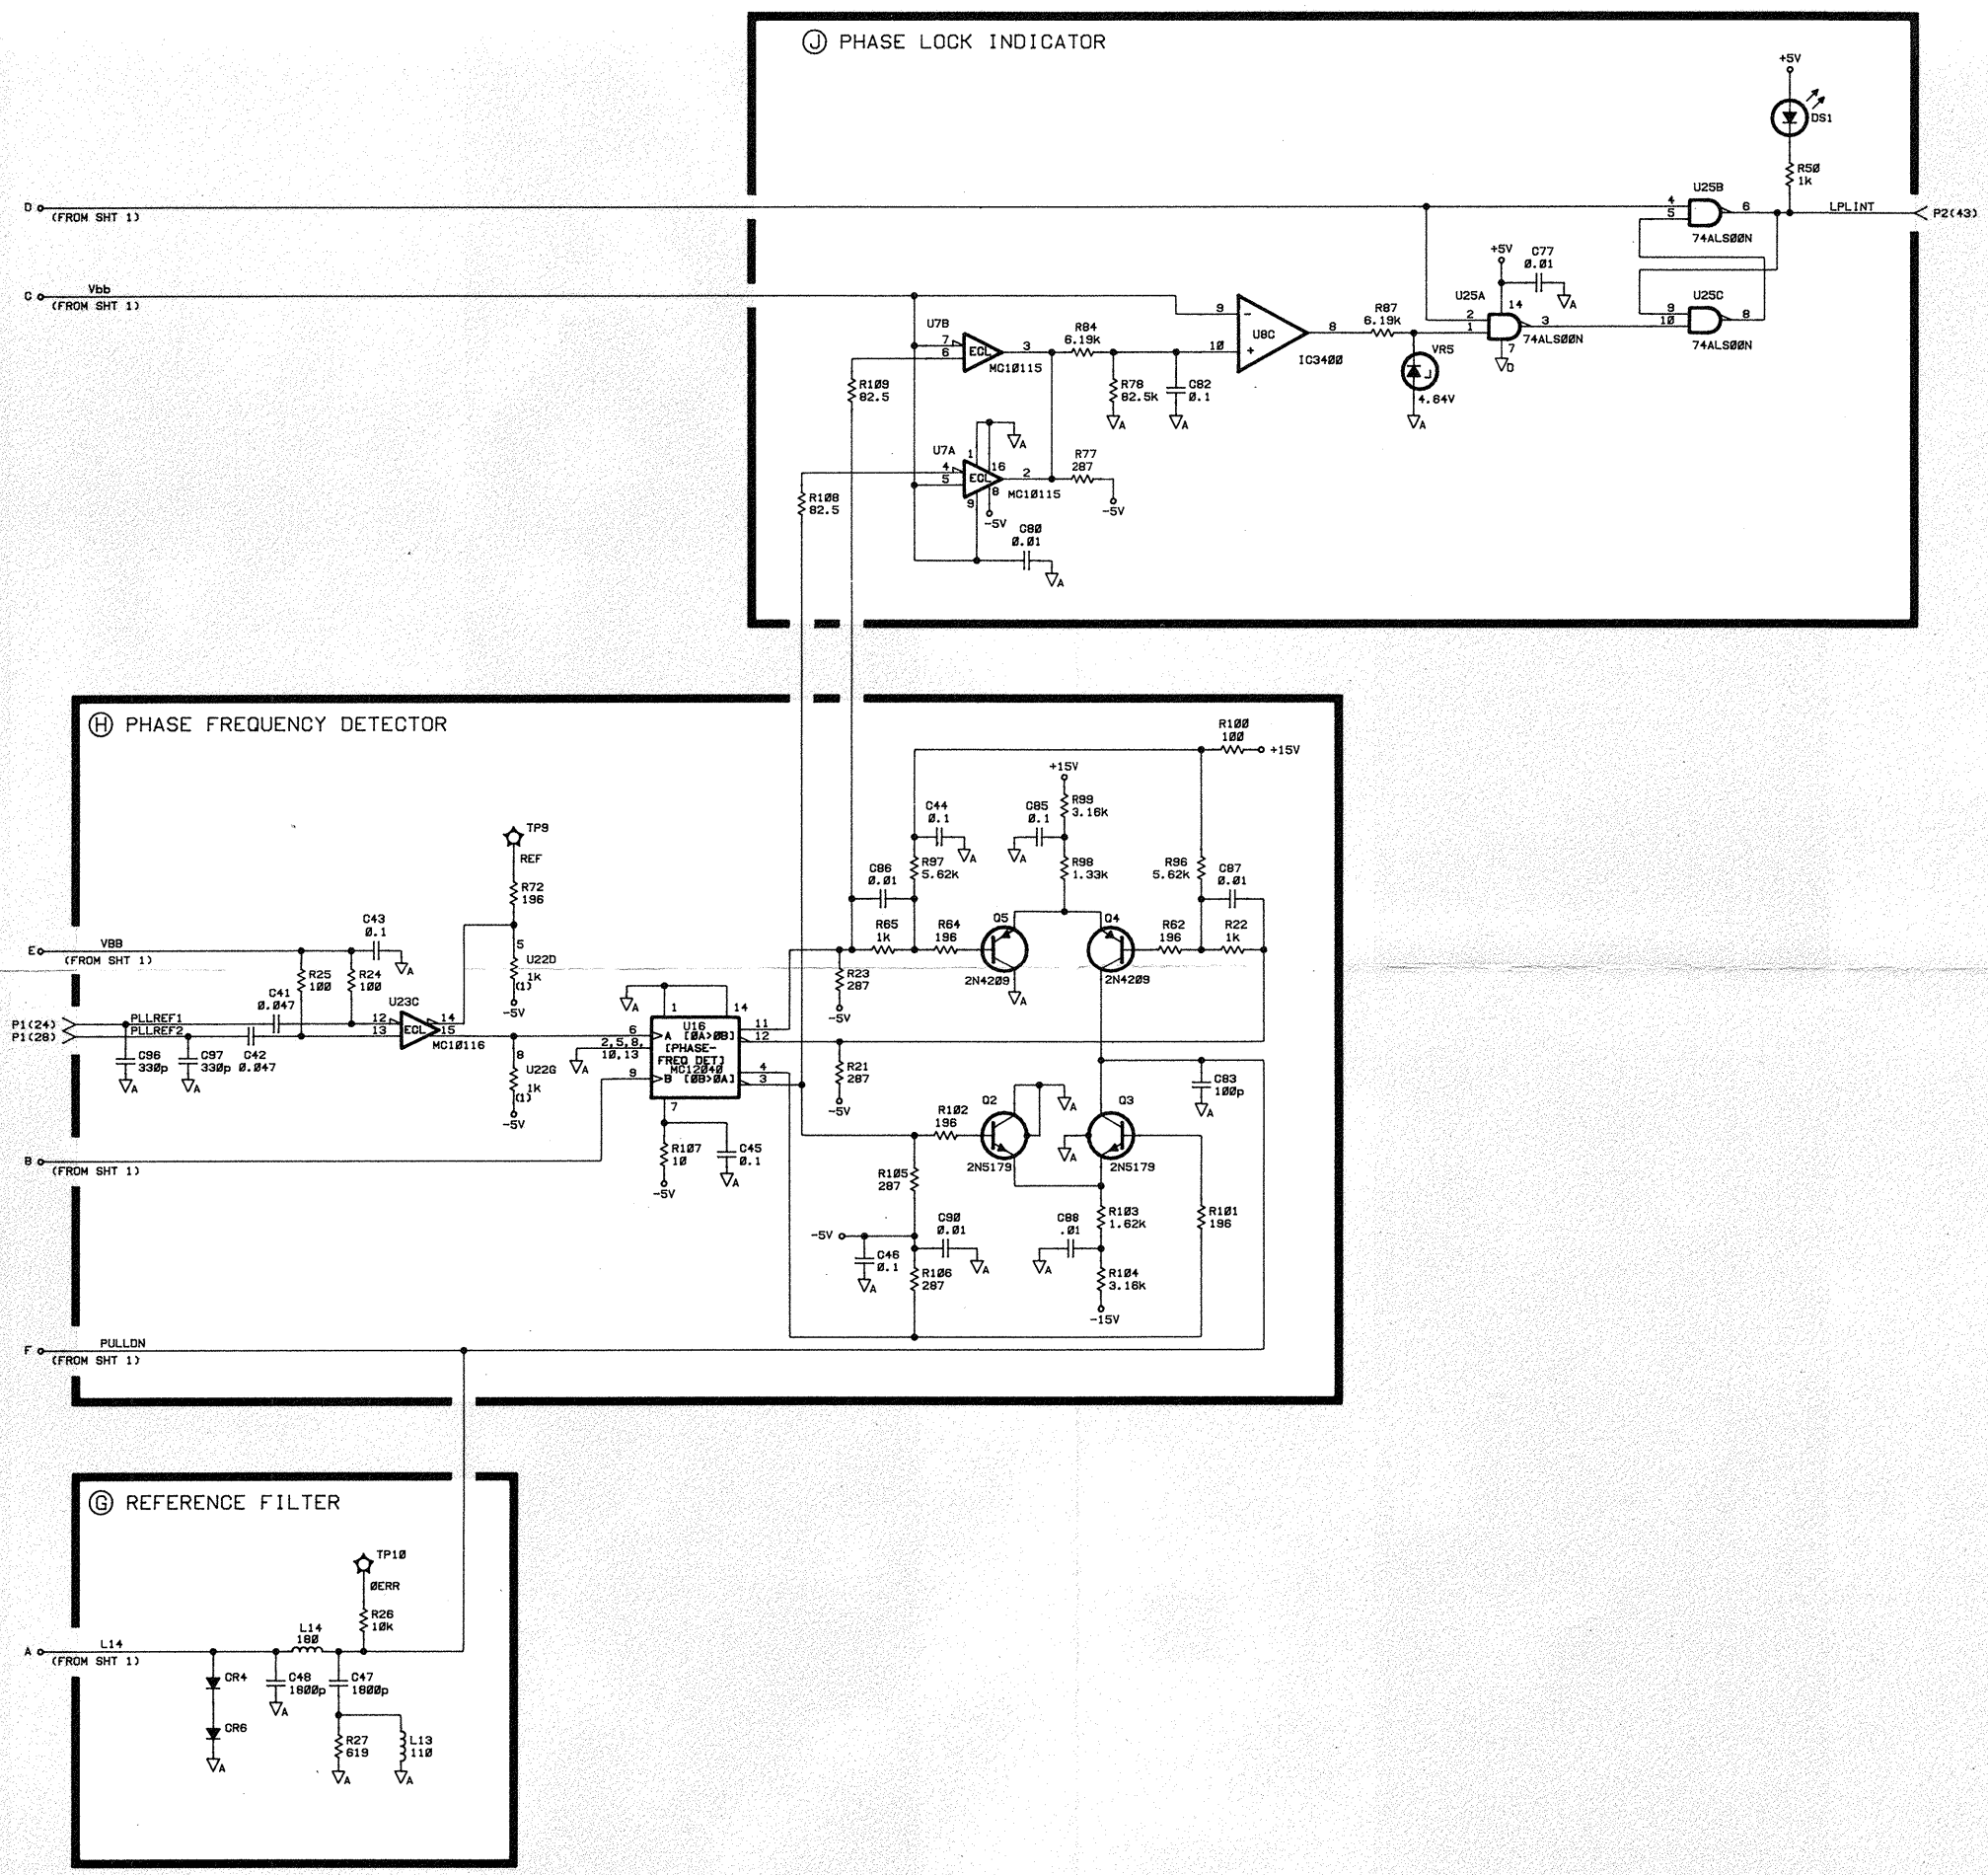 J PHASE LOCK INDICATOR
+5V
DS1
R50
1k
U25B
D
(FROM SHT 1)
4
5
6
74ALS00N
LPLINT
P2(43)
C
Vbb
(FROM SHT 1)
+5V
C77
0.01
A
U25A
14
2
1
3
7
D
74ALS00N
U25C
9
10
8
74ALS00N
U7B
7
6
ECL
3
MC10115
R84
6.19k
9
10
-
+
U8C
8
IC3400
R87
6.19k
VR5
4.64V
A
R109
82.5
R78
82.5k
A
C82
0.1
A
A
U7A
1
16
4
5
ECL
2
8
9
MC10115
-5V
R77
287
-5V
R108
82.5
C80
0.01
A
H PHASE FREQUENCY DETECTOR
R100
100
+15V
+15V
R99
3.16k
C44
0.1
A
C85
0.1
A
TP9
REF
R72
196
R97
5.62k
R98
1.33k
R96
5.62k
C86
0.01
C87
0.01
E
VBB
(FROM SHT 1)
C43
0.1
A
R25
100
R24
100
5
U22D
1k
(1)
-5V
R65
1k
R64
196
Q5
2N4209
A
Q4
2N4209
R62
196
R22
1k
R23
287
-5V
C41
0.047
U23C
P1(24)
P1(28)
PLLREF1
PLLREF2
12
13
ECL
14
15
MC10116
C96
330p
A
C97
330p
A
C42
0.047
8
U22G
1k
(1)
-5V
A
1
14
U16
6
A [0A>0B]
11
12
2,5,8,
10,13
A
[PHASE-
FREQ DET]
MC12040
9
B [0B>0A]
4
3
7
R107
10
-5V
C45
0.1
A
R21
287
-5V
C83
100p
A
R102
196
Q2
2N5179
A
A
Q3
2N5179
B
(FROM SHT 1)
R105
287
R103
1.62k
R101
196
-5V
C90
0.01
A
C88
.01
A
C46
0.1
A
R106
287
R104
3.16k
-15V
F
PULLDN
(FROM SHT 1)
G REFERENCE FILTER
TP10
0ERR
R26
10k
A
L14
(FROM SHT 1)
L14
180
CR4
C48
1800p
A
C47
1800p
CR6
A
R27
619
A
L13
110
A